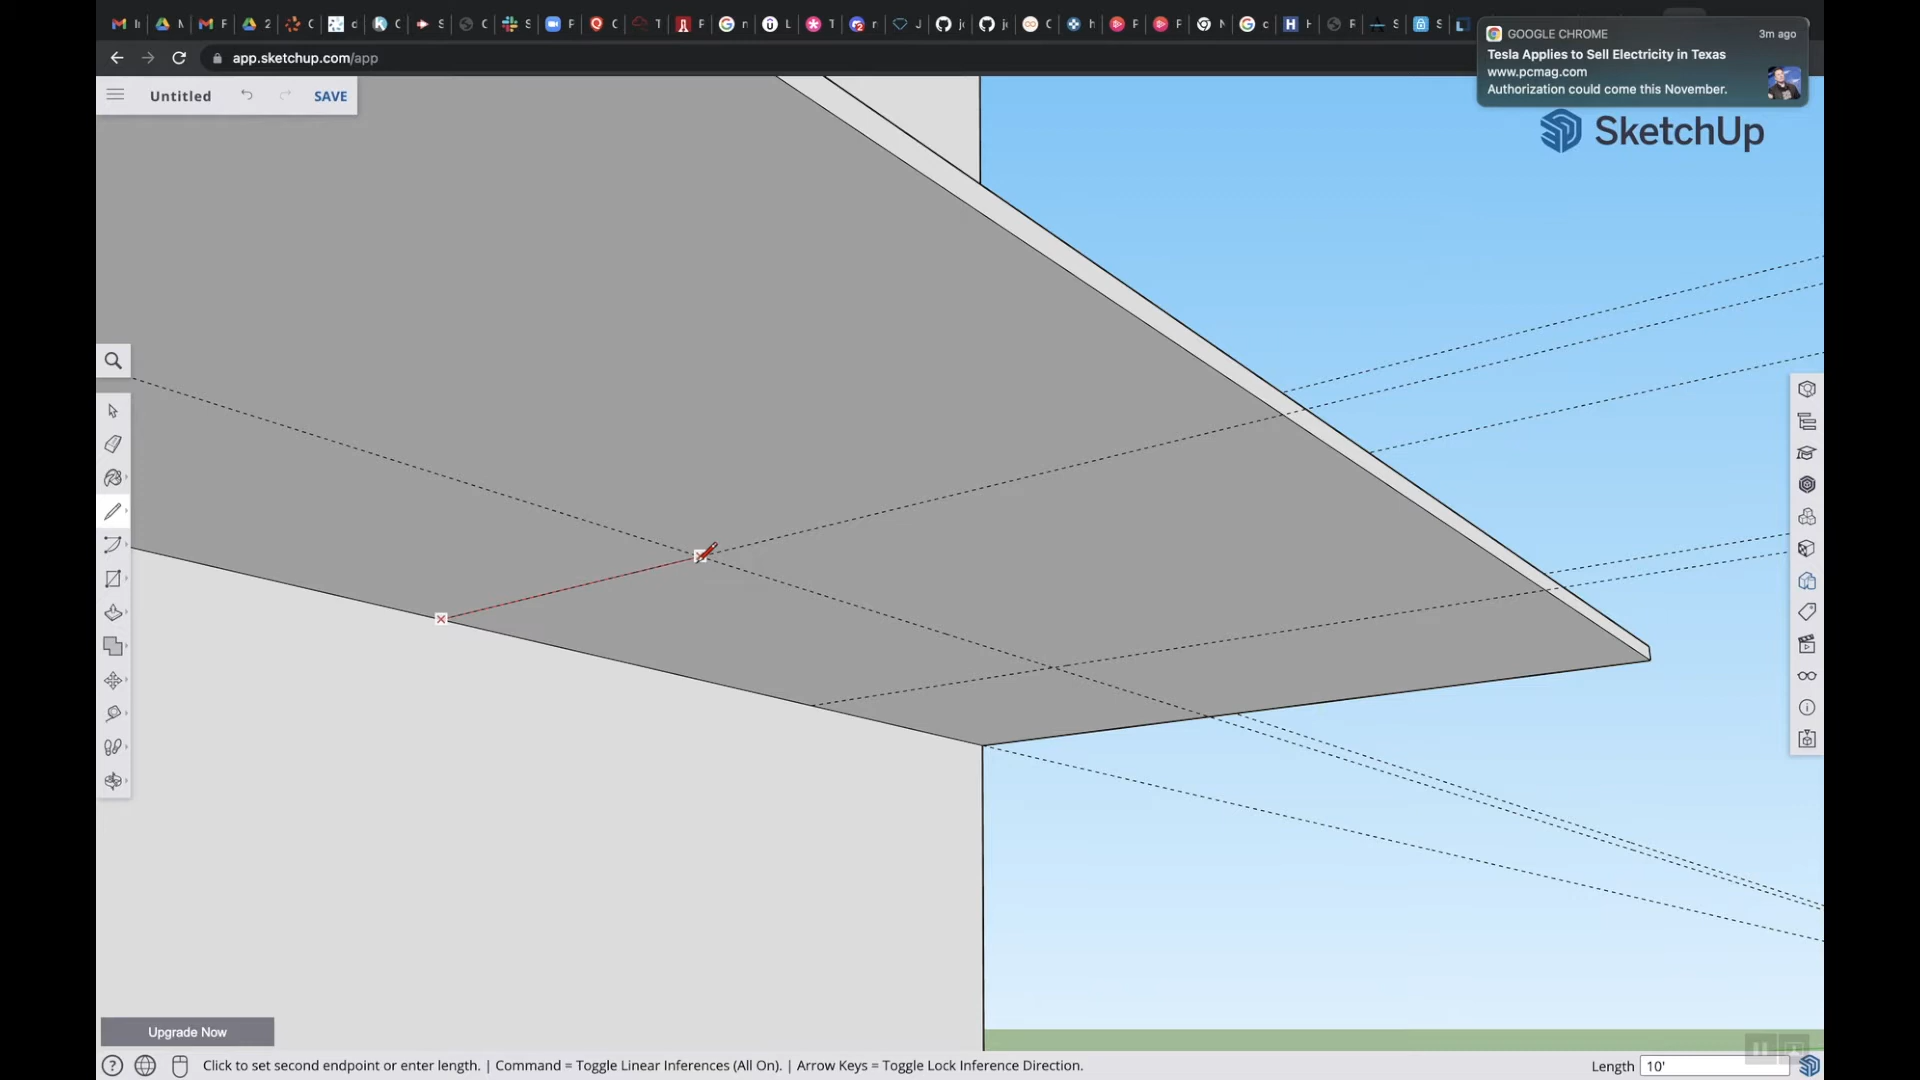 GOOGLE CHROME
3m ago
Tesla Applies to Sell Electricity in Texas
www.pcmag.com
Authorization could come this November.
app.sketchup.com/app
Untitled
SAVE
SketchUp
Upgrade Now
Click to set second endpoint or enter length. | Command = Toggle Linear Inferences (All On). | Arrow Keys = Toggle Lock Inference Direction.
Length
10'